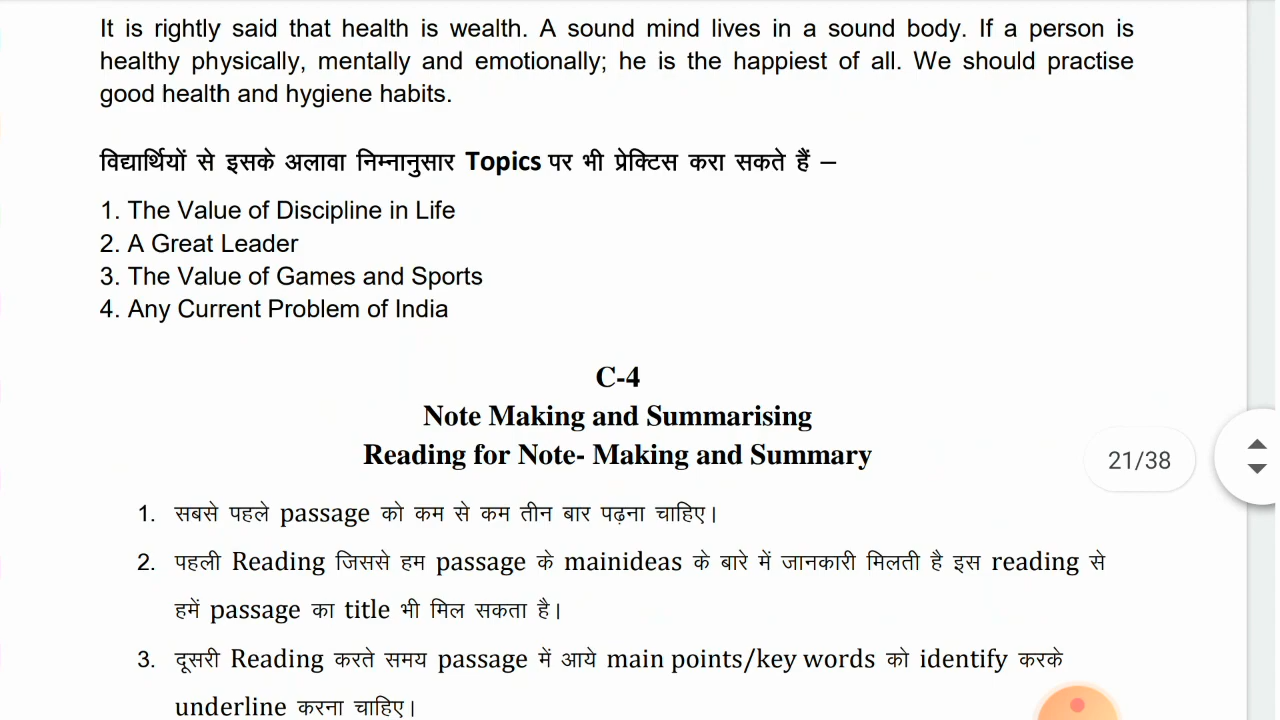 It is rightly said that health is wealth. A sound mind lives in a sound body. If a person is
healthy physically, mentally and emotionally; he is the happiest of all. We should practise
good health and hygiene habits.
विद्यार्थियों से इसके अलावा निम्नानुसार Topics पर भी प्रेक्टिस करा सकते हैं –
1. The Value of Discipline in Life
2. A Great Leader
3. The Value of Games and Sports
4. Any Current Problem of India
C-4
Note Making and Summarising
Reading for Note- Making and Summary
21/38
1. सबसे पहले passage को कम से कम तीन बार पढ़ना चाहिए।
2. पहली Reading जिससे हम passage के mainideas के बारे में जानकारी मिलती है इस reading से
हमें passage का title भी मिल सकता है।
3. दूसरी Reading करते समय passage में आये main points/key words को identify करके
underline करना चाहिए।